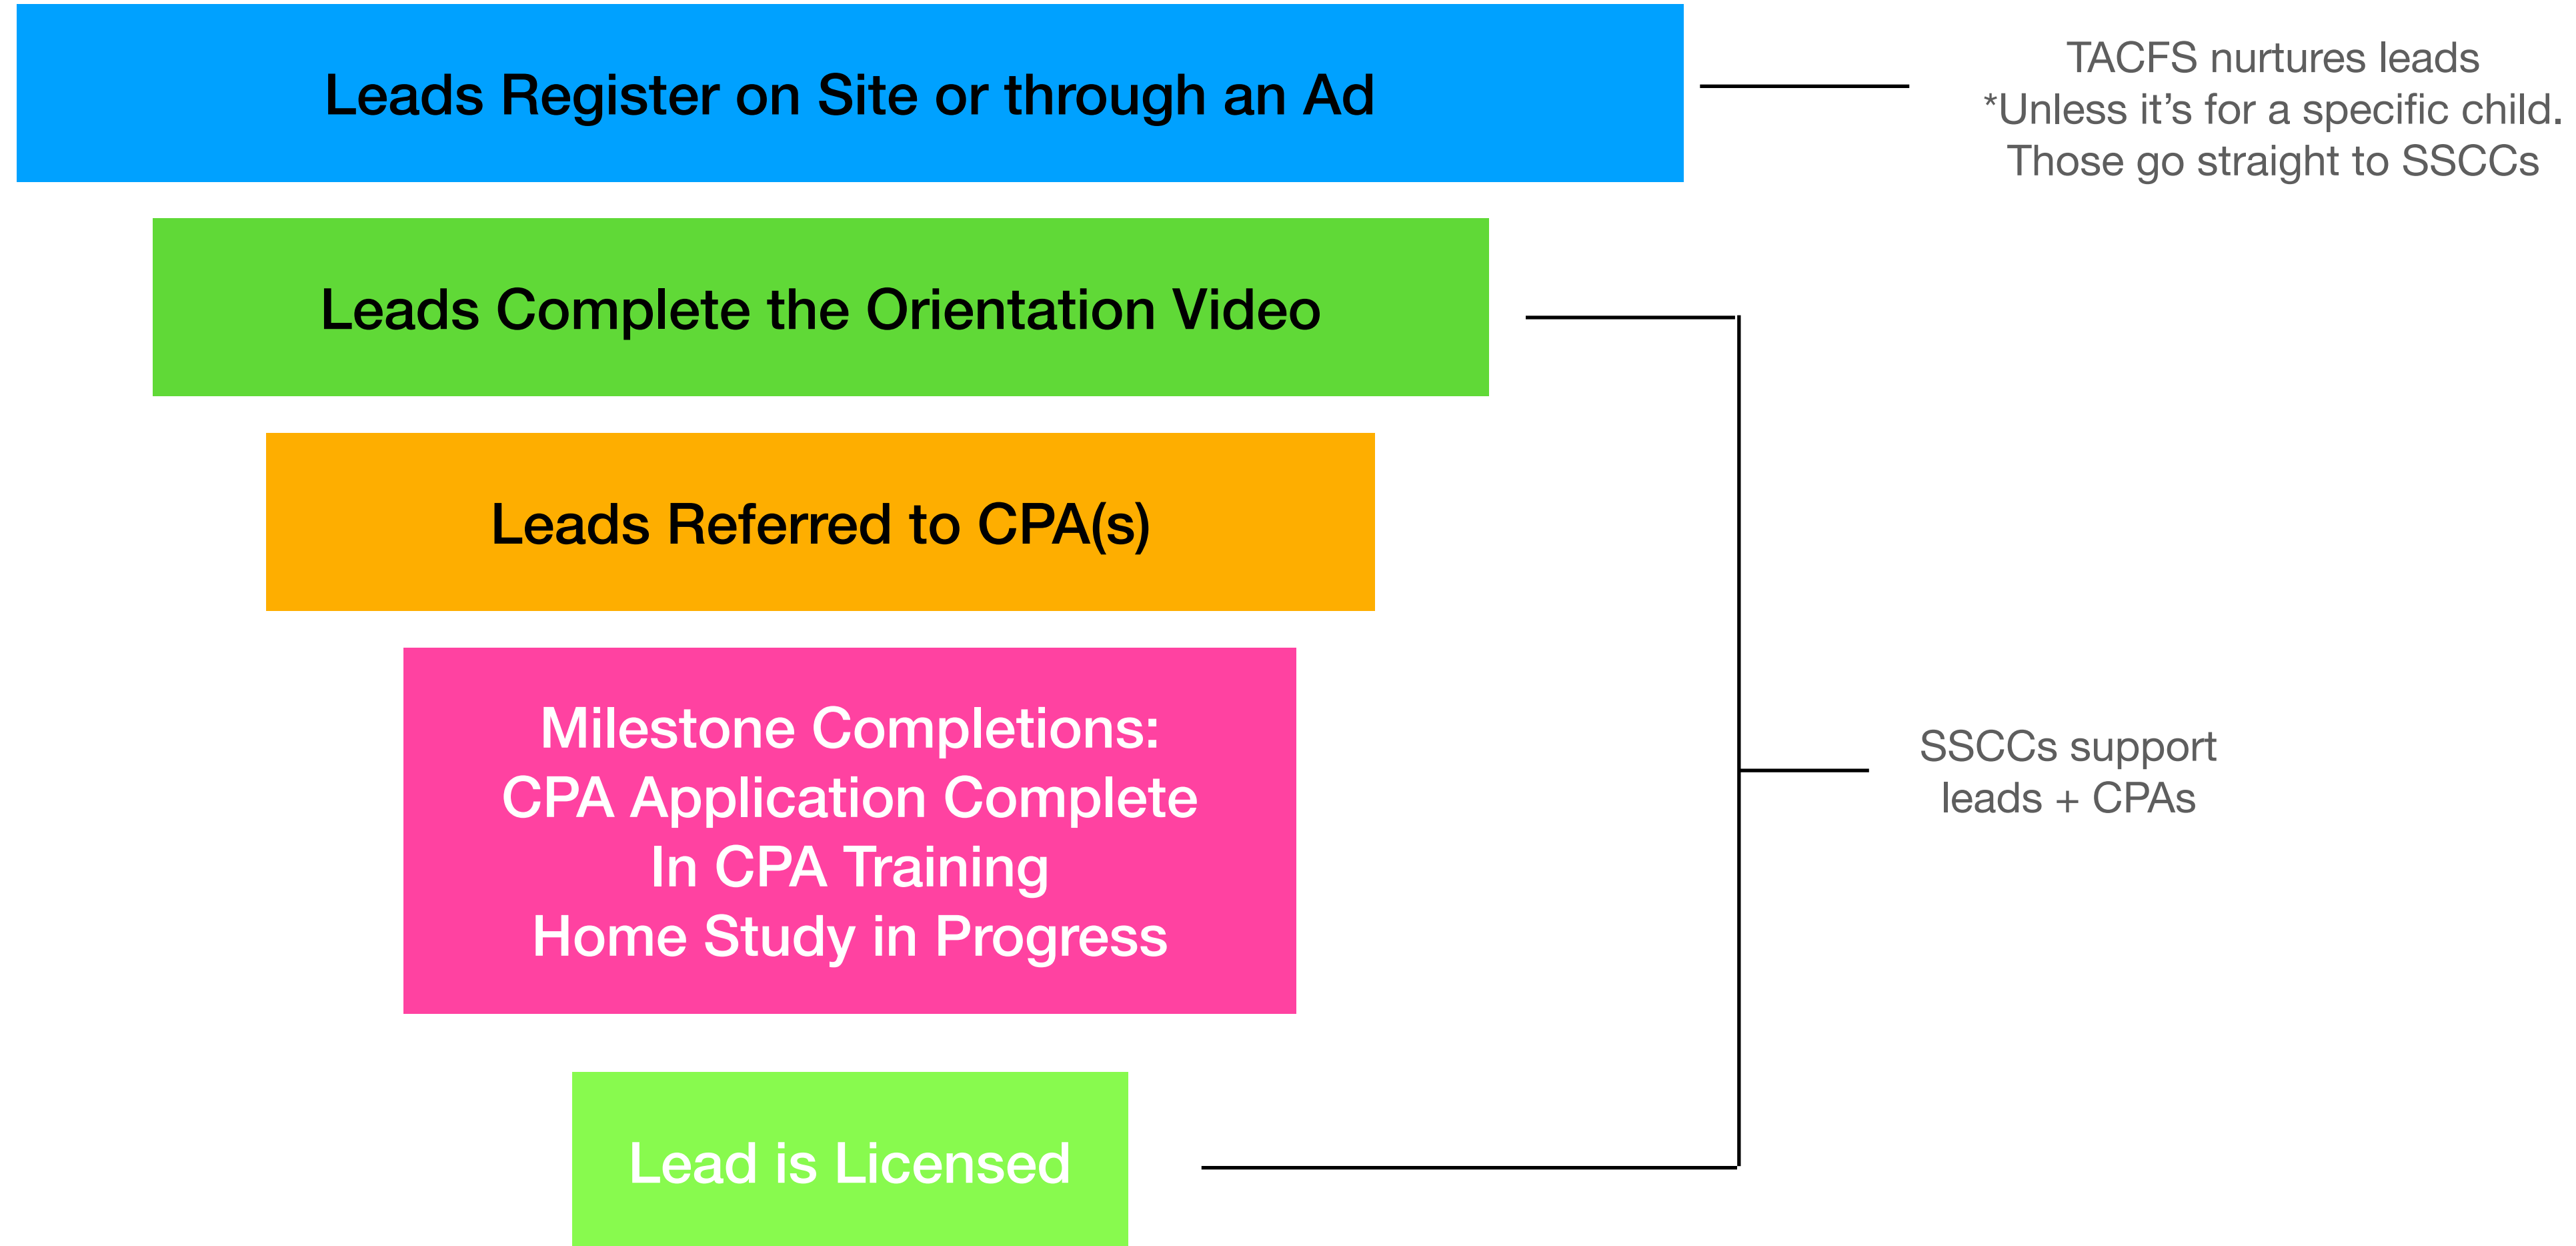 Leads Register on Site or through an Ad
TACFS nurtures leads
*Unless it’s for a specific child.
Those go straight to SSCCs
Leads Complete the Orientation Video
Leads Referred to CPA(s)
Milestone Completions:
CPA Application Complete
In CPA Training
Home Study in Progress
SSCCs support
leads + CPAs
Lead is Licensed